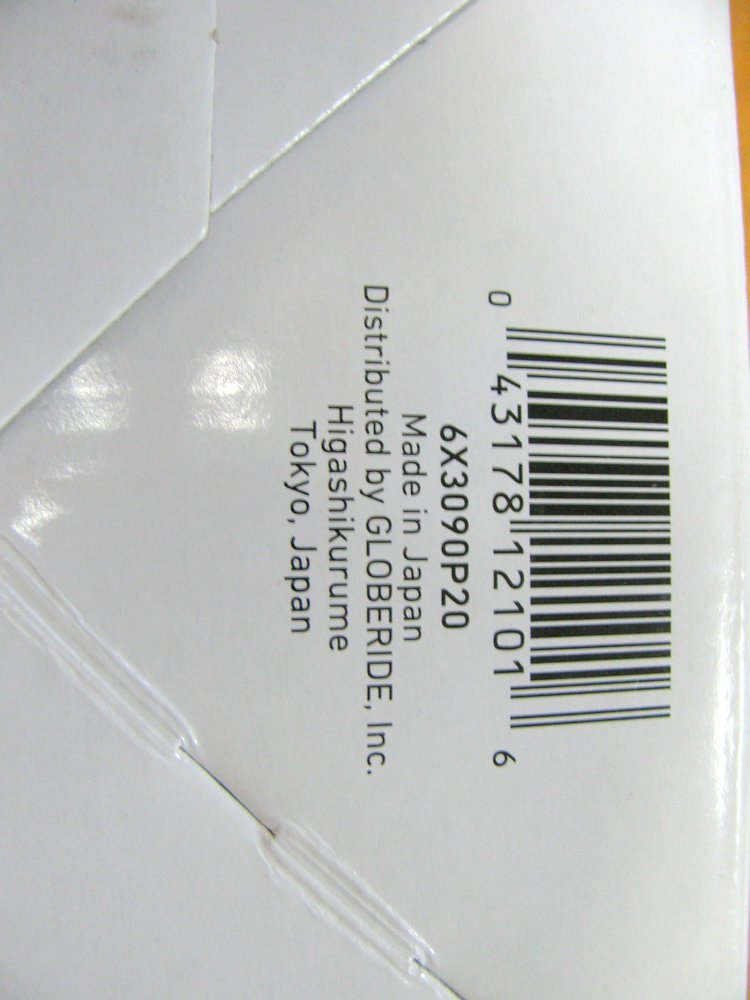 0 43178 12101 6
6X3090P20
Made in Japan
Distributed by GLOBERIDE, Inc.
Higashikurume
Tokyo, Japan